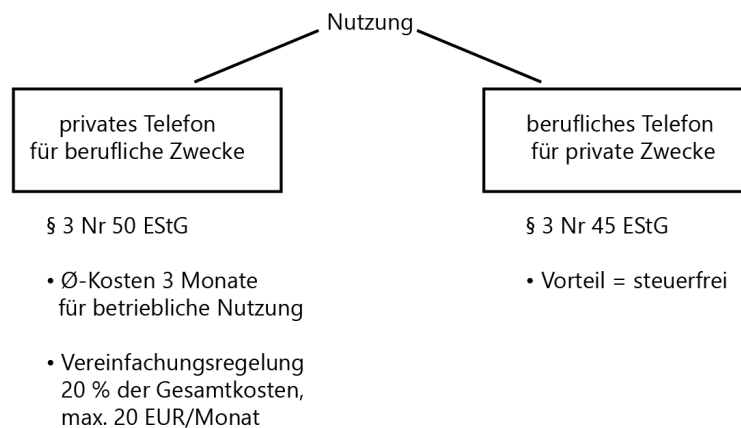 Nutzung
privates Telefon
für berufliche Zwecke
§ 3 Nr 50 EStG
• Ø-Kosten 3 Monate
für betriebliche Nutzung
• Vereinfachungsregelung
20 % der Gesamtkosten,
max. 20 EUR/Monat
berufliches Telefon
für private Zwecke
§ 3 Nr 45 EStG
• Vorteil = steuerfrei